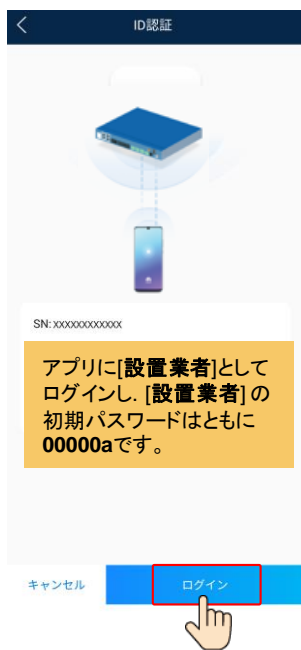 ID認証
SN: xxxxxxxxxxxx
アプリに[設置業者]として
ログインし. [設置業者] の
初期パスワードはともに
00000aです。
キャンセル
ログイン